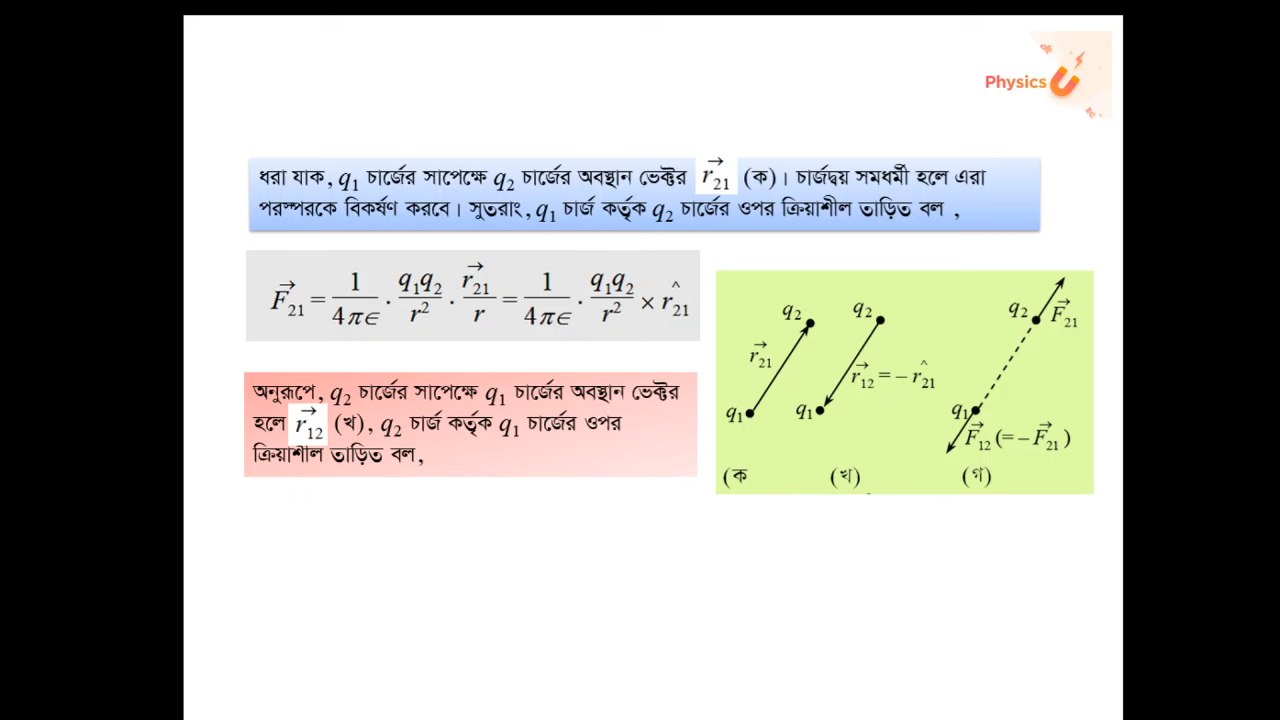 Physics
ধরা যাক, q₁ চার্জের সাপেক্ষে q₂ চার্জের অবস্থান ভেক্টর r⃗₂₁ (ক)। চার্জদ্বয় সমধর্মী হলে এরা
পরস্পরকে বিকর্ষণ করবে। সুতরাং, q₁ চার্জ কর্তৃক q₂ চার্জের ওপর ক্রিয়াশীল তাড়িত বল ,
F⃗₂₁ = 1/4πϵ · q₁q₂/r² · r⃗₂₁/r = 1/4πϵ · q₁q₂/r² × r̂₂₁
অনুরূপে, q₂ চার্জের সাপেক্ষে q₁ চার্জের অবস্থান ভেক্টর
হলে r⃗₁₂ (খ), q₂ চার্জ কর্তৃক q₁ চার্জের ওপর
ক্রিয়াশীল তাড়িত বল,
q₂
r⃗₂₁
q₁
(ক
q₂
r⃗₁₂ = – r̂₂₁
q₁
(খ)
q₂
F⃗₂₁
q₁
F⃗₁₂ (= – F⃗₂₁ )
(গ)